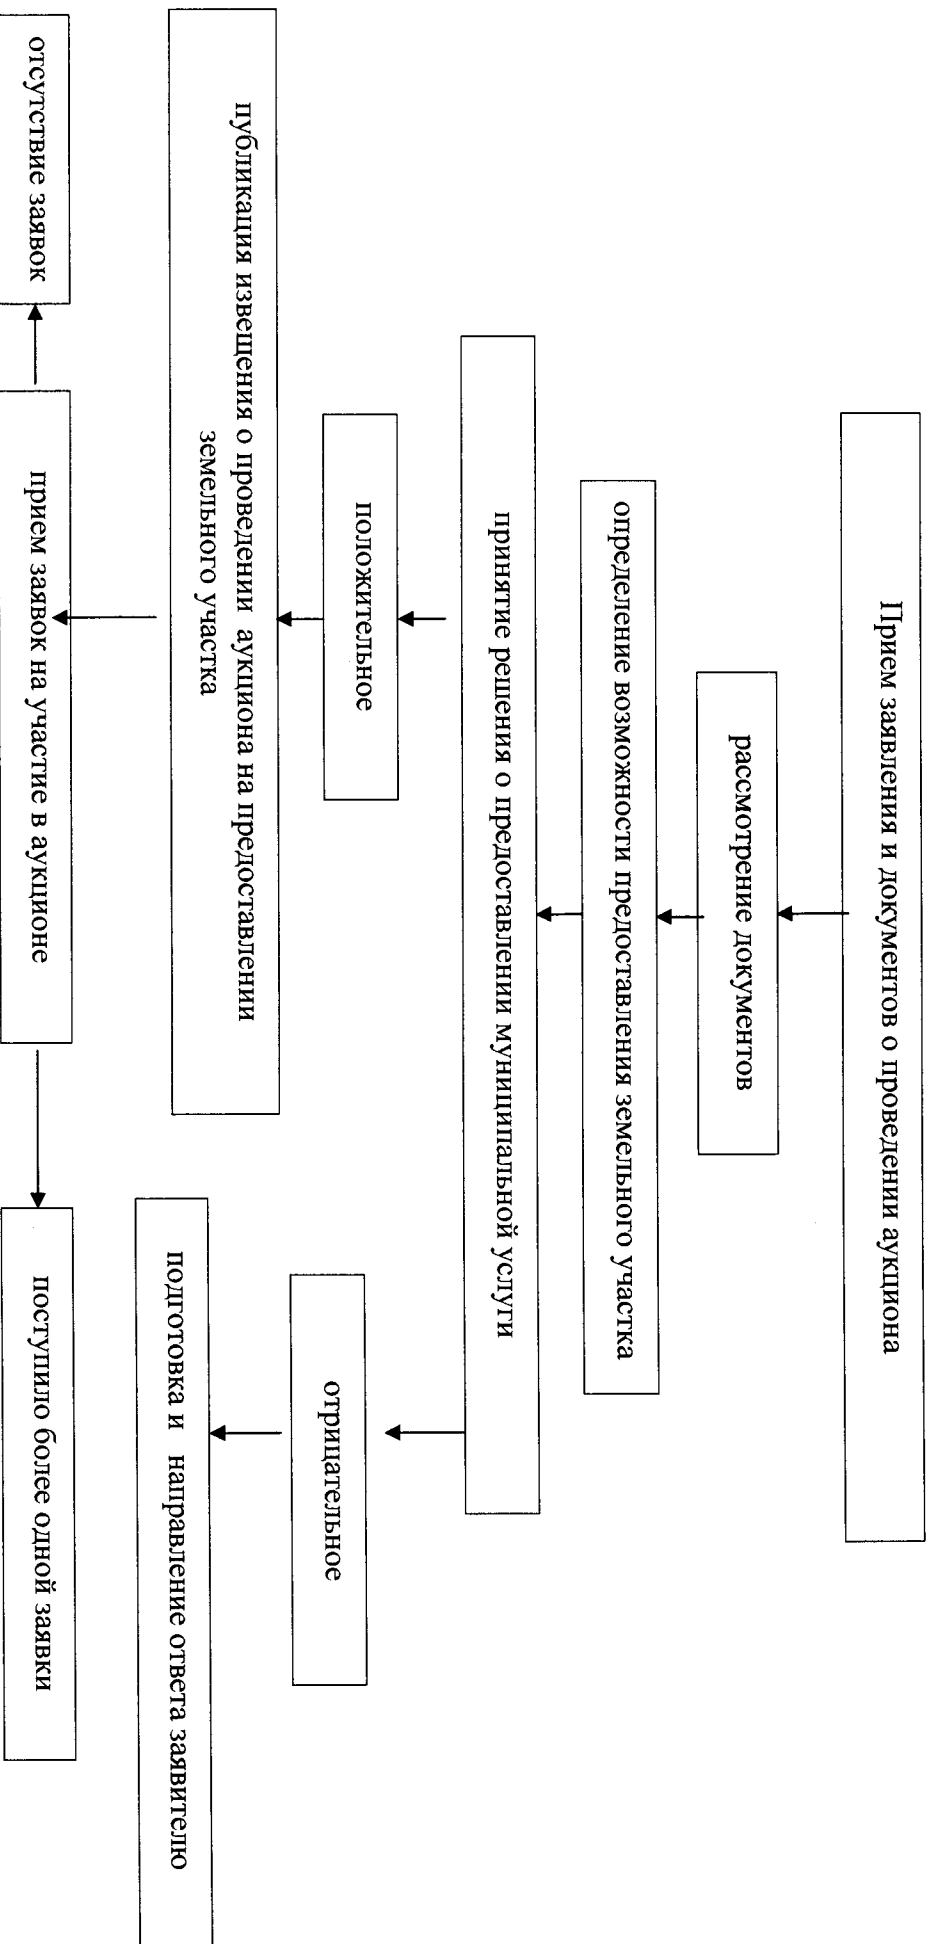 Прием заявления и документов о проведении аукциона
рассмотрение документов
определение возможности предоставления земельного участка
принятие решения о предоставлении муниципальной услуги
положительное
отрицательное
публикация извещения о проведении аукциона на предоставлении
земельного участка
подготовка и направление ответа заявителю
отсутствие заявок
прием заявок на участие в аукционе
поступило более одной заявки